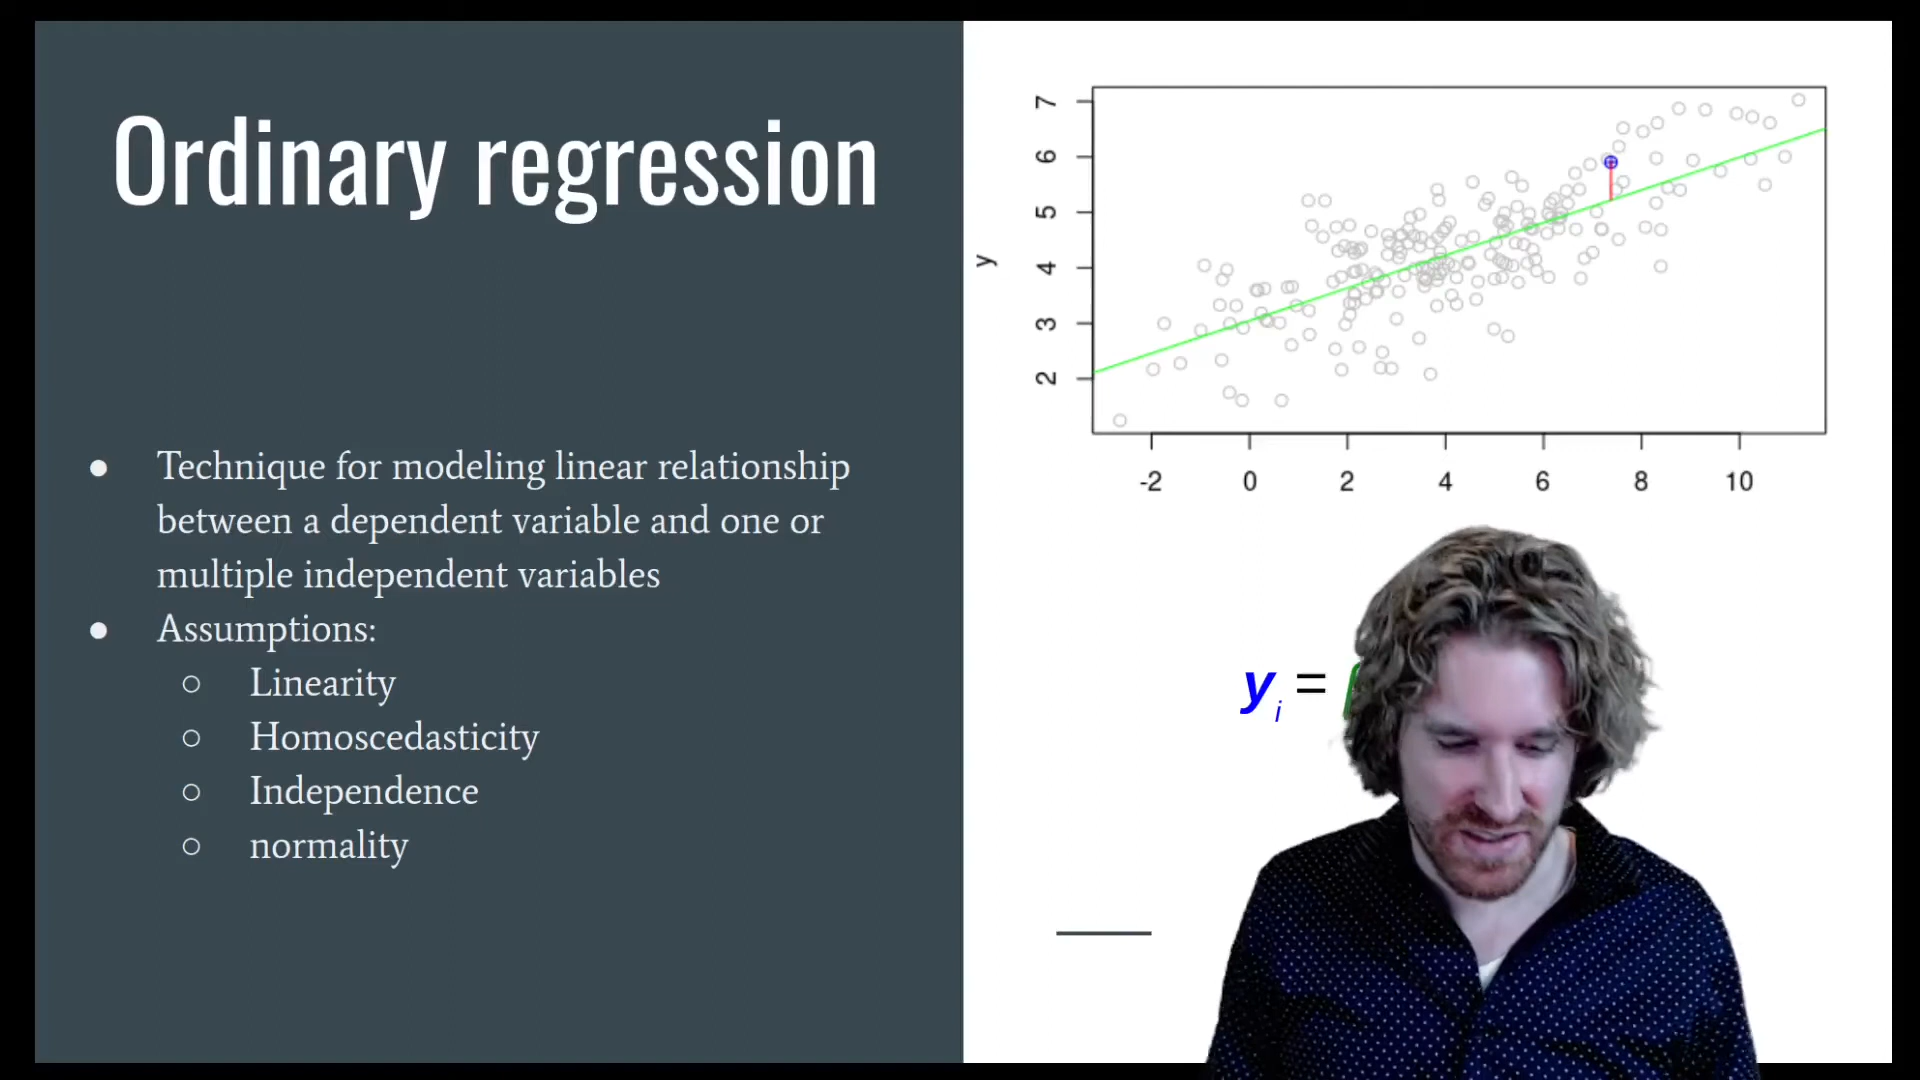 Ordinary regression
● Technique for modeling linear relationship
between a dependent variable and one or
multiple independent variables
● Assumptions:
○ Linearity
○ Homoscedasticity
○ Independence
○ normality
y
7
6
5
4
3
2
-2 0 2 4 6 8 10
yᵢ =